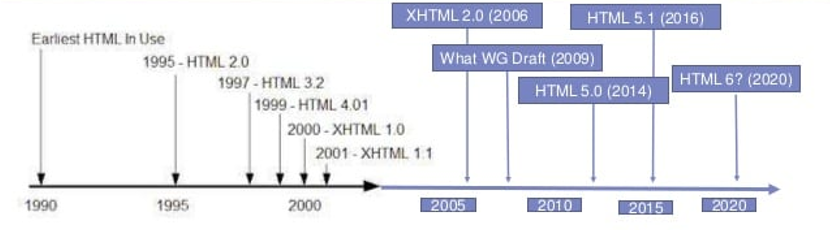 XHTML 2.0 (2006
HTML 5.1 (2016)
Earliest HTML In Use
What WG Draft (2009)
1995 - HTML 2.0
1997 - HTML 3.2
HTML 6? (2020)
HTML 5.0 (2014)
1999 - HTML 4.01
2000 - XHTML 1.0
2001 - XHTML 1.1
1990
1995
2000
2005
2010
2015
2020